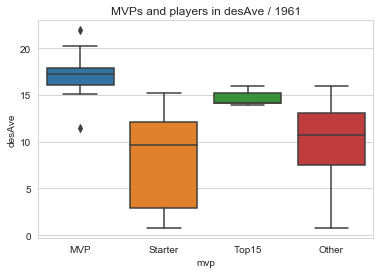 MVPs and players in desAve / 1961
desAve
20
15
10
5
0
MVP Starter Top15 Other
mvp